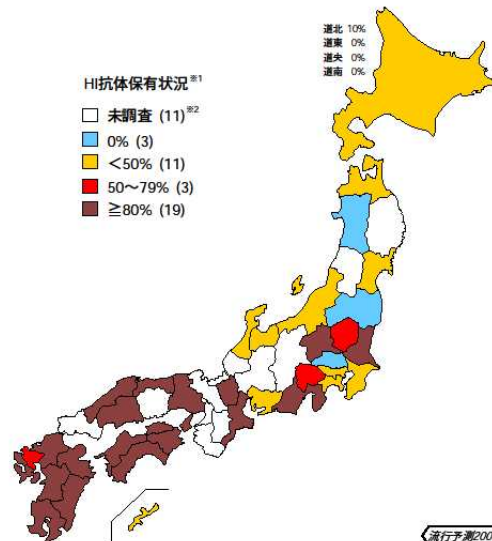 道北 10%
道東 0%
道央 0%
道南 0%
HI抗体保有状況※1
未調査 (11)※2
0% (3)
<50% (11)
50～79% (3)
≧80% (19)
流行予測200